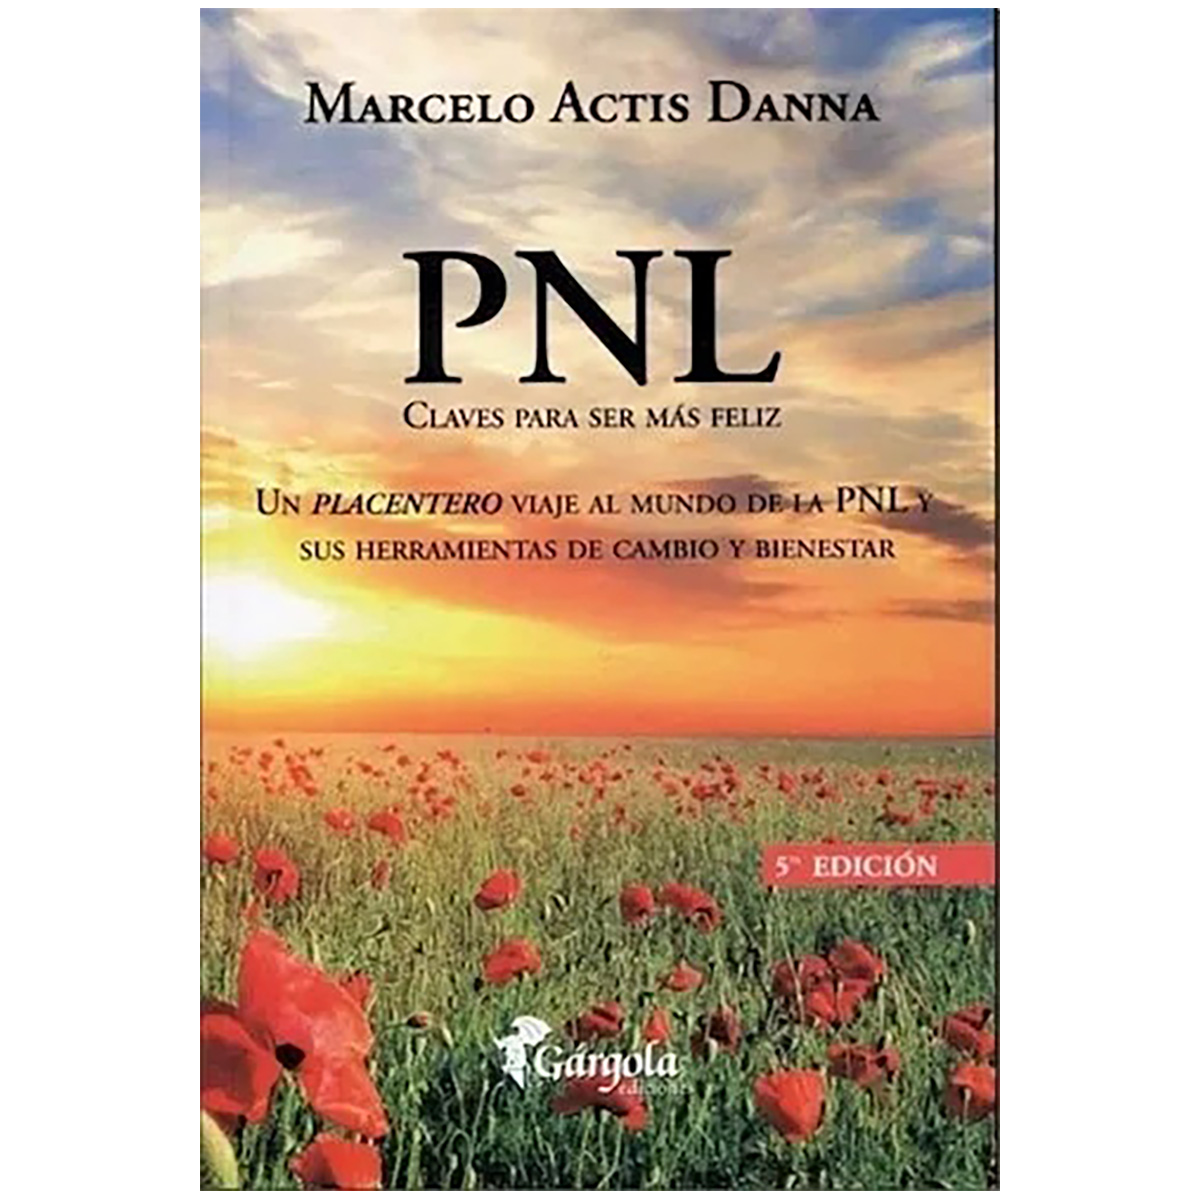 MARCELO ACTIS DANNA
PNL
CLAVES PARA SER MÁS FELIZ
UN PLACENTERO VIAJE AL MUNDO DE LA PNL Y
SUS HERRAMIENTAS DE CAMBIO Y BIENESTAR
5ta EDICIÓN
Gárgola
ediciones